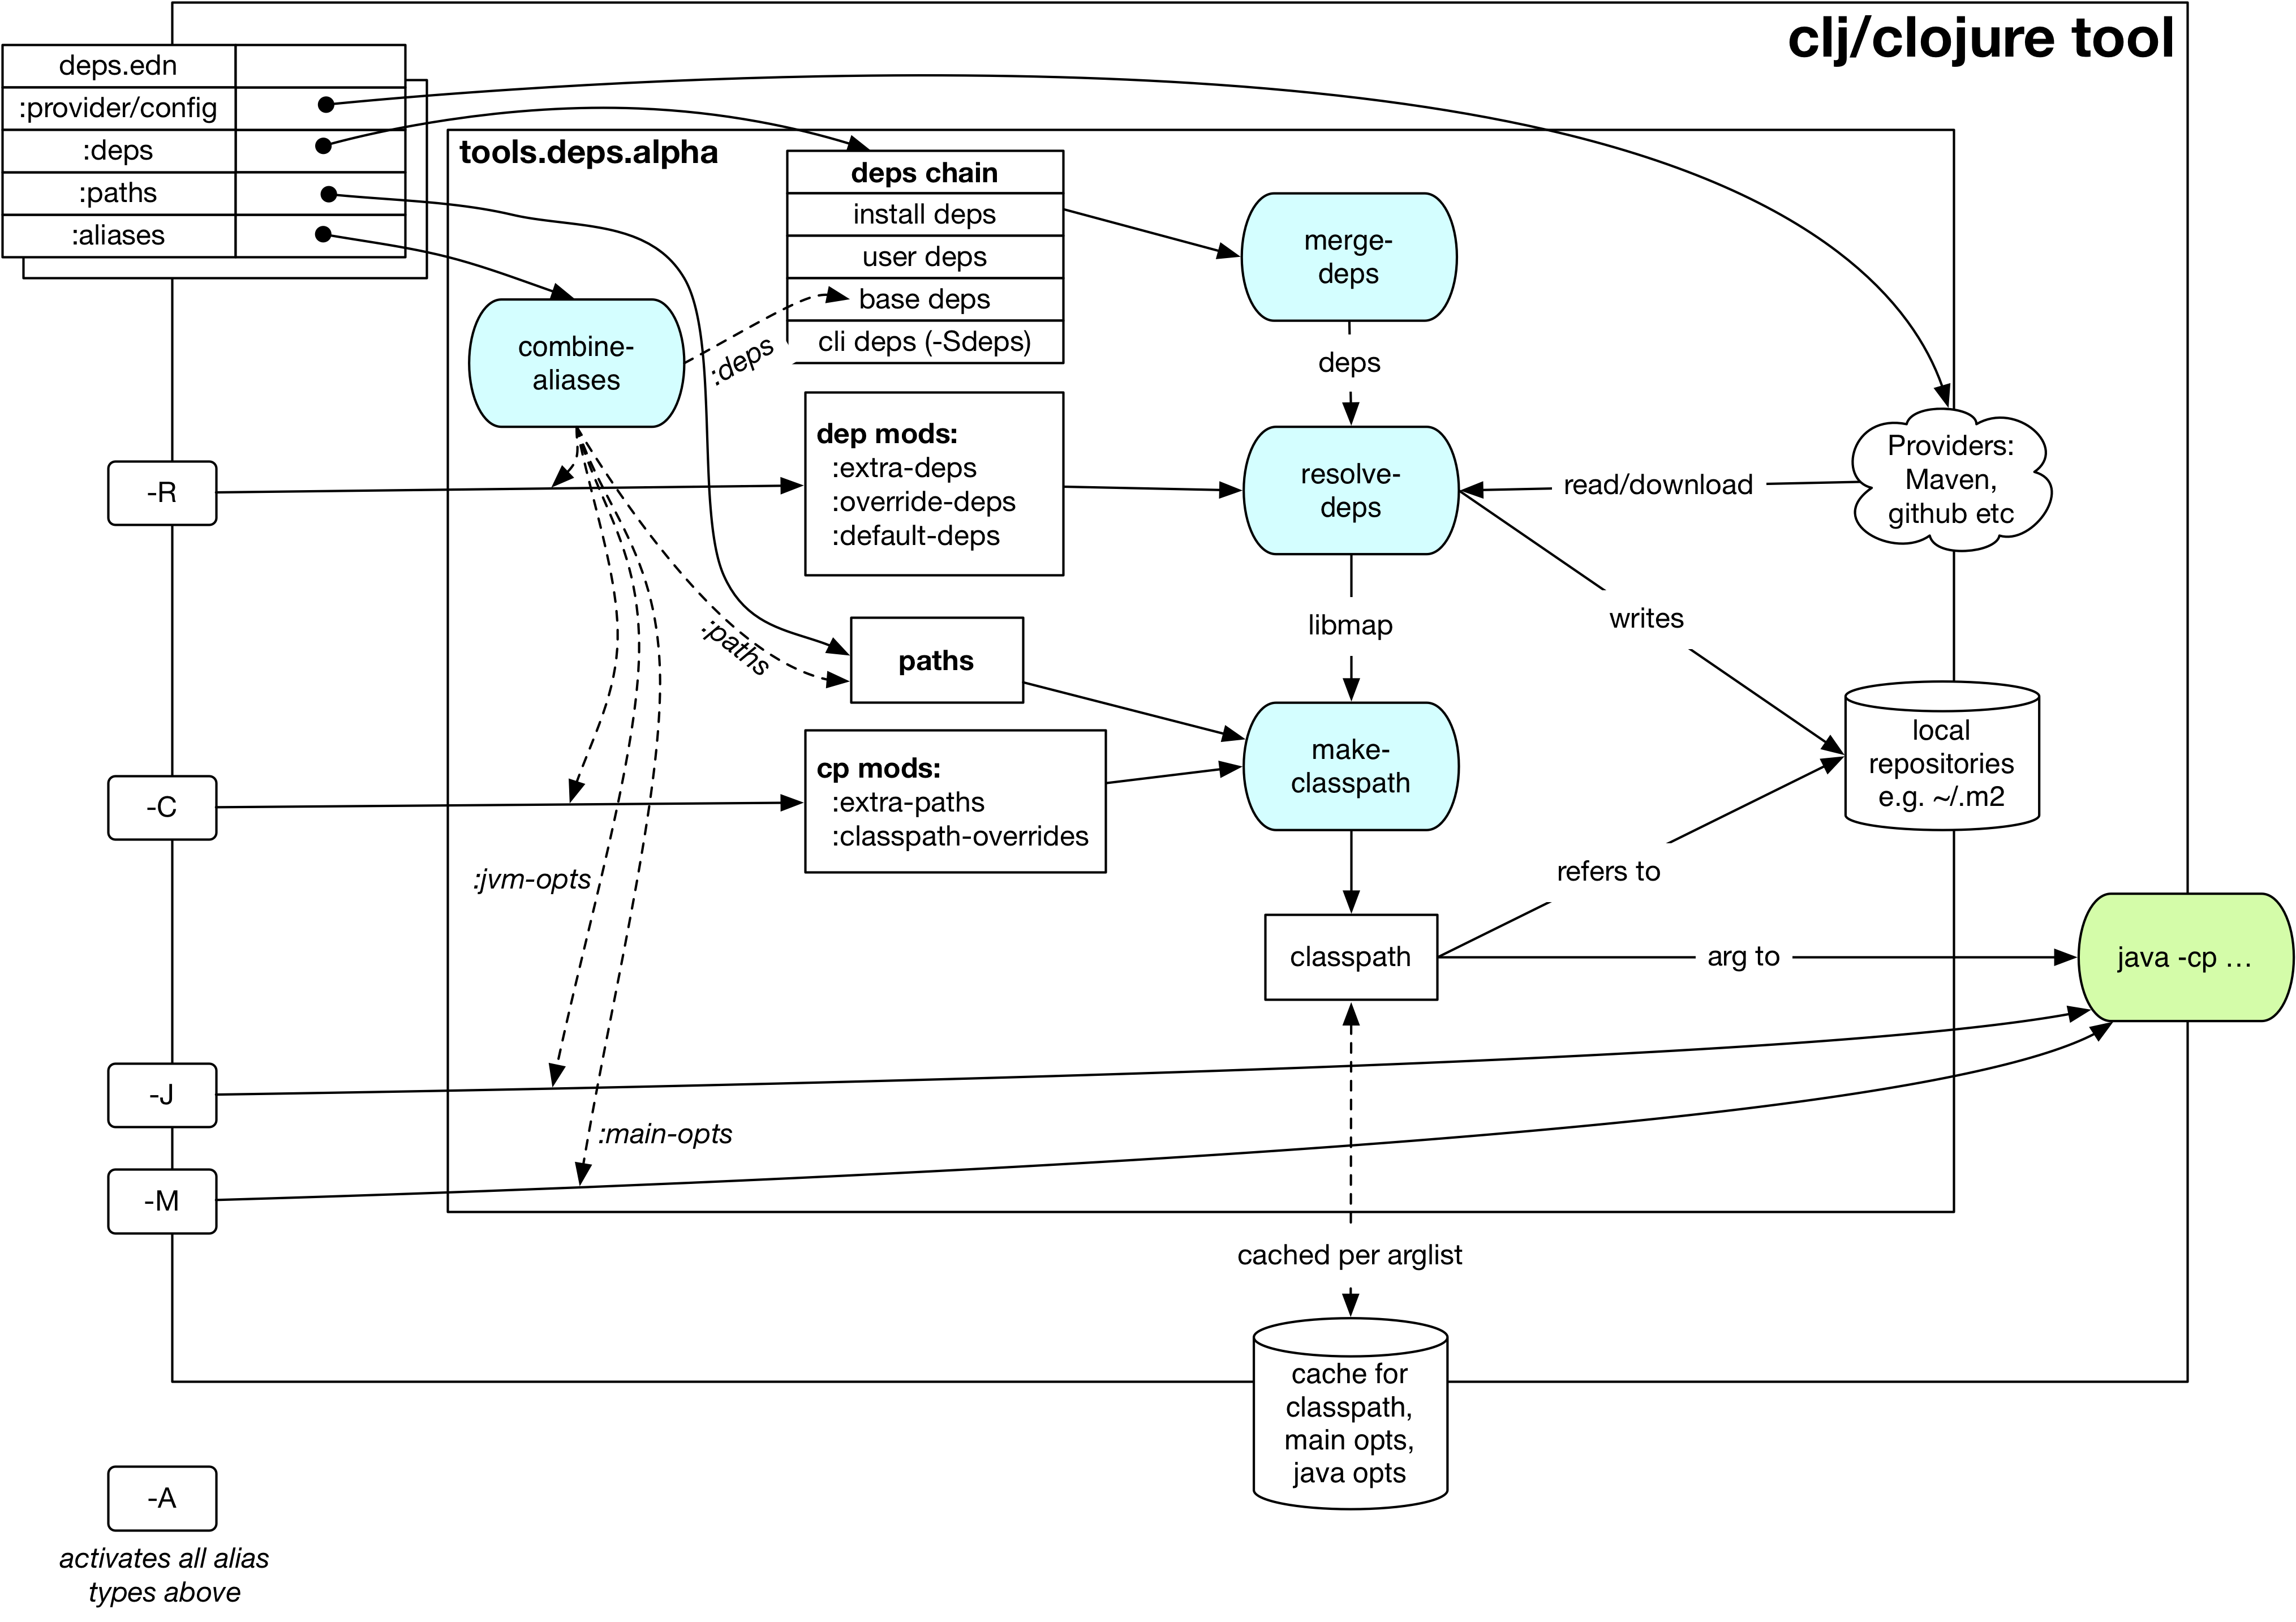 clj/clojure tool
deps.edn
:provider/config
:deps
:paths
:aliases
tools.deps.alpha
deps chain
install deps
user deps
base deps
cli deps (-Sdeps)
merge-
deps
combine-
aliases
:deps
deps
dep mods:
:extra-deps
:override-deps
:default-deps
-R
resolve-
deps
read/download
Providers:
Maven,
github etc
writes
libmap
:paths
paths
cp mods:
:extra-paths
:classpath-overrides
-C
make-
classpath
local
repositories
e.g. ~/.m2
:jvm-opts
refers to
classpath
arg to
java -cp …
-J
:main-opts
-M
cached per arglist
cache for
classpath,
main opts,
java opts
-A
activates all alias
types above